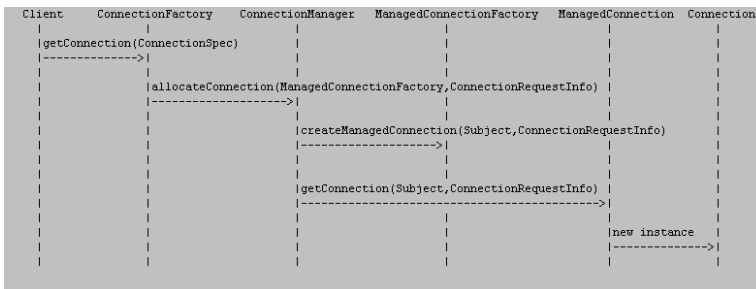 Client ConnectionFactory ConnectionManager ManagedConnectionFactory ManagedConnection Connection
getConnection(ConnectionSpec)
allocateConnection(ManagedConnectionFactory,ConnectionRequestInfo)
createManagedConnection(Subject,ConnectionRequestInfo)
getConnection(Subject,ConnectionRequestInfo)
new instance